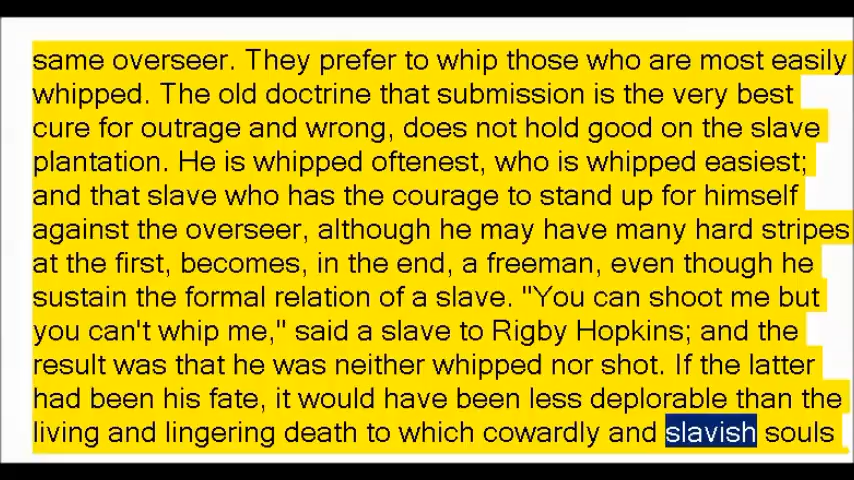 same overseer. They prefer to whip those who are most easily
whipped. The old doctrine that submission is the very best
cure for outrage and wrong, does not hold good on the slave
plantation. He is whipped oftenest, who is whipped easiest;
and that slave who has the courage to stand up for himself
against the overseer, although he may have many hard stripes
at the first, becomes, in the end, a freeman, even though he
sustain the formal relation of a slave. "You can shoot me but
you can't whip me," said a slave to Rigby Hopkins; and the
result was that he was neither whipped nor shot. If the latter
had been his fate, it would have been less deplorable than the
living and lingering death to which cowardly and slavish souls